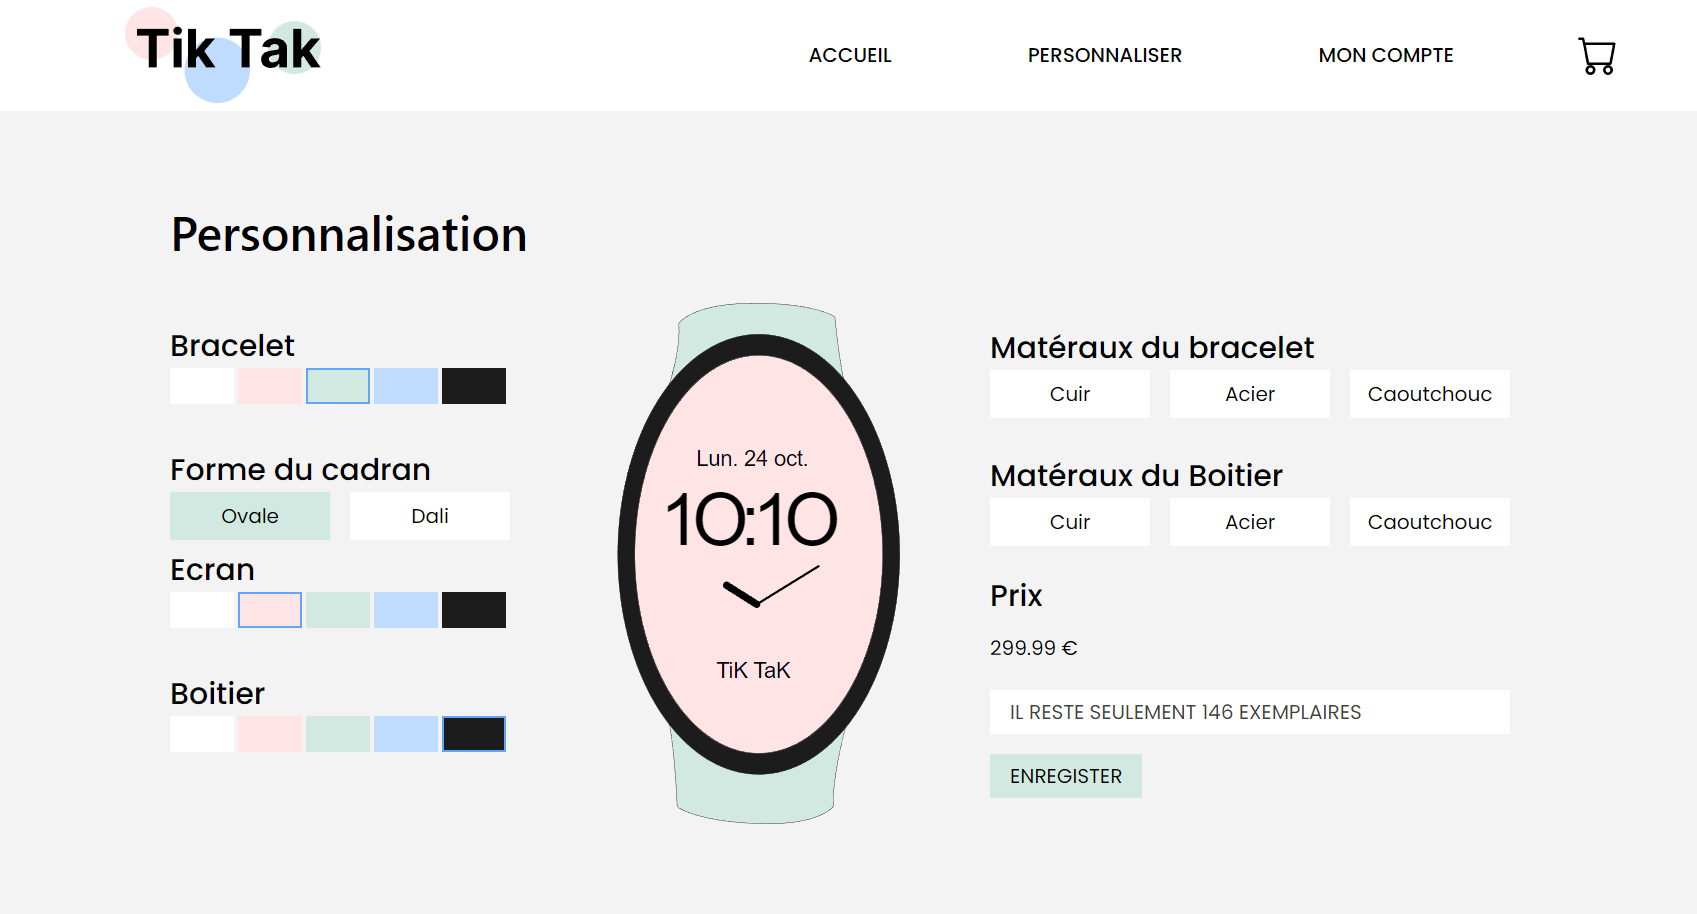 Tik Tak
ACCUEIL
PERSONNALISER
MON COMPTE
Personnalisation
Bracelet
Forme du cadran
Ovale
Dali
Ecran
Boitier
Lun. 24 oct.
10:10
TiK TaK
Matéraux du bracelet
Cuir
Acier
Caoutchouc
Matéraux du Boitier
Cuir
Acier
Caoutchouc
Prix
299.99 €
IL RESTE SEULEMENT 146 EXEMPLAIRES
ENREGISTER